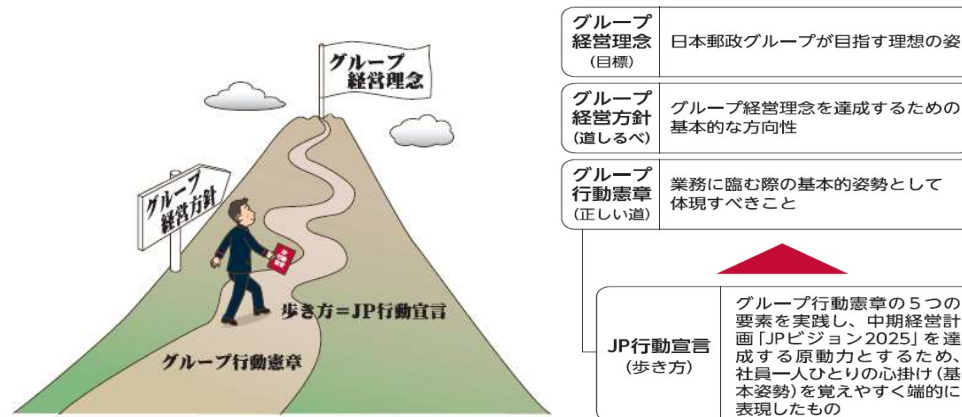 グループ
経営理念
グループ
経営方針
歩き方＝JP行動宣言
グループ行動憲章
グループ
経営理念
(目標)
日本郵政グループが目指す理想の姿
グループ
経営方針
(道しるべ)
グループ経営理念を達成するための
基本的な方向性
グループ
行動憲章
(正しい道)
業務に臨む際の基本的姿勢として
体現すべきこと
JP行動宣言
(歩き方)
グループ行動憲章の５つの
要素を実践し、中期経営計
画「JPビジョン2025」を達
成する原動力とするため、
社員一人ひとりの心掛け(基
本姿勢)を覚えやすく端的に
表現したもの